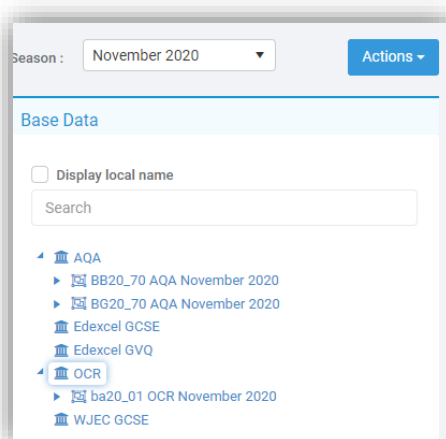 Season : November 2020 Actions
Base Data
Display local name
Search
AQA
BB20_70 AQA November 2020
BG20_70 AQA November 2020
Edexcel GCSE
Edexcel GVQ
OCR
ba20_01 OCR November 2020
WJEC GCSE